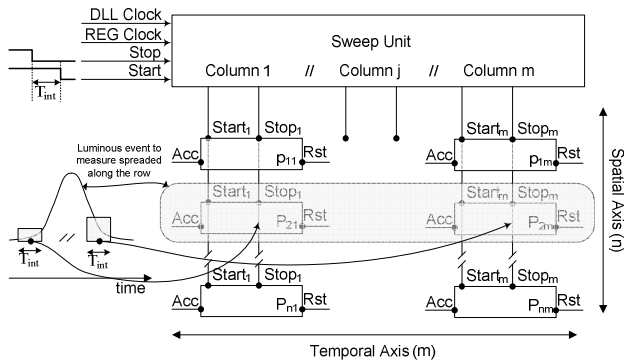 DLL Clock
REG Clock
Stop
Start
Tint
Sweep Unit
Column 1 // Column j // Column m
Start1 Stop1 Startm Stopm
Acc p11 Rst Acc p1m Rst
Luminous event to
measure spreaded
along the row
Start1 Stop1 Startm Stopm
Acc P21 Rst Acc P2m Rst
//
Tint Tint
time
Start1 Stop1 Startm Stopm
Acc Pn1 Rst Acc Pnm Rst
Spatial Axis (n)
Temporal Axis (m)